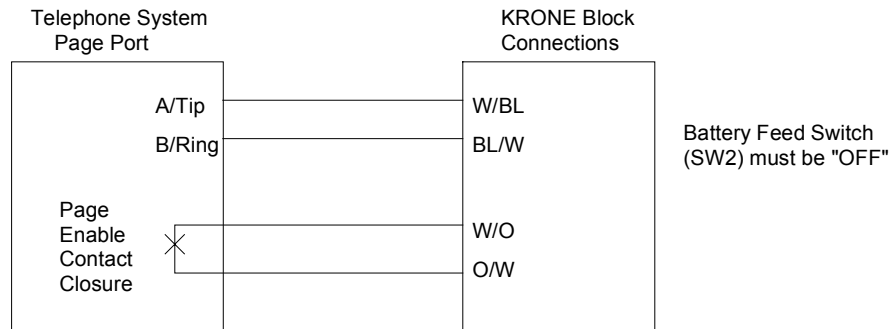 Telephone System
Page Port
KRONE Block
Connections
A/Tip
W/BL
B/Ring
BL/W
Battery Feed Switch
(SW2) must be "OFF"
Page
Enable
Contact
Closure
W/O
O/W